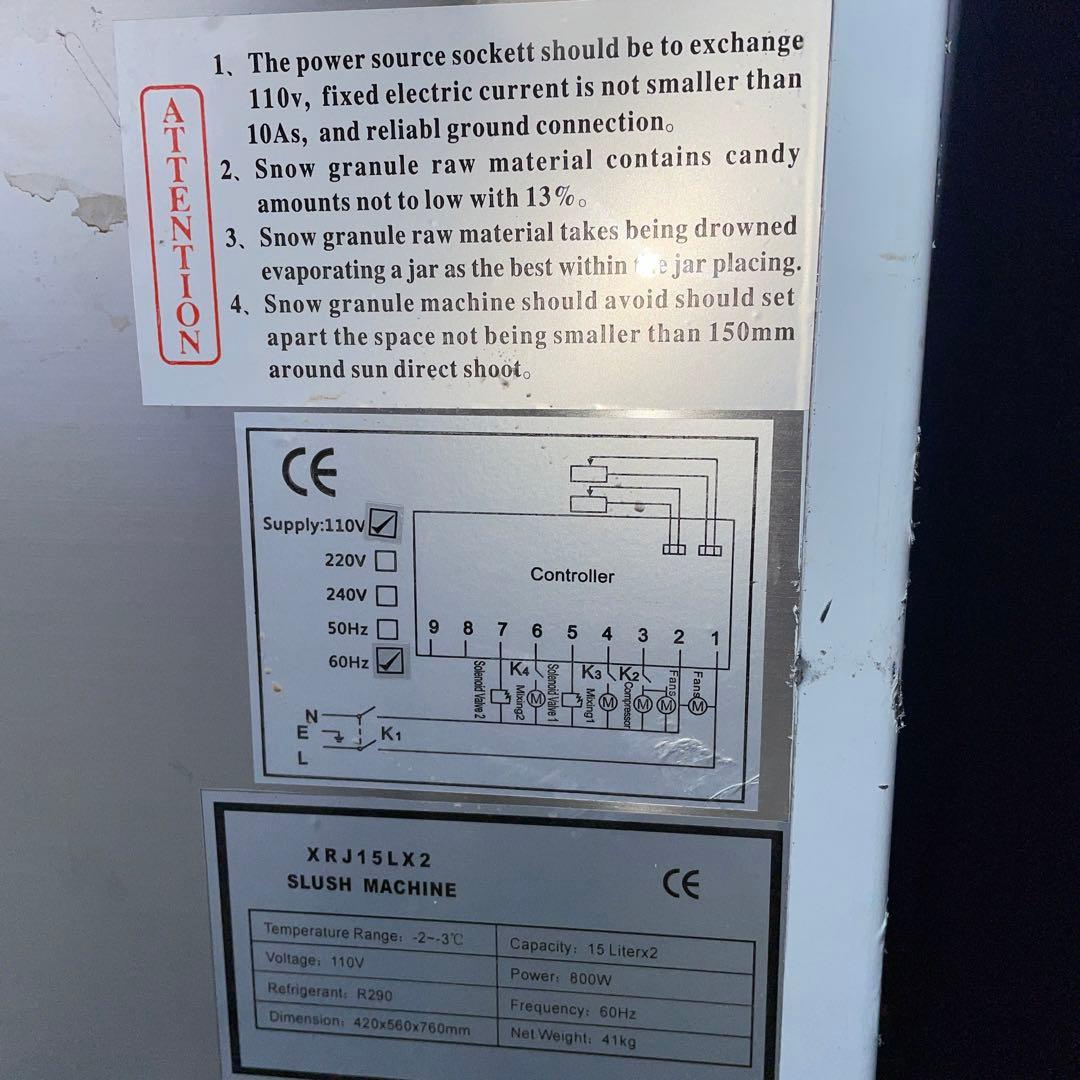 ATTENTION
1、The power source sockett should be to exchange
110v, fixed electric current is not smaller than
10As, and reliabl ground connection。
2、Snow granule raw material contains candy
amounts not to low with 13%。
3、Snow granule raw material takes being drowned
evaporating a jar as the best within jar placing.
4、Snow granule machine should avoid should set
apart the space not being smaller than 150mm
around sun direct shoot。
CE
Supply:110V
220V
240V
50Hz
60Hz
Controller
9 8 7 6 5 4 3 2 1
Solenoid Valve 2
K4
Mixing2
M
Solenoid Valve 1
K3
Mixing1
M
K2
Compressor
M
Fans
M
Fans
M
N
E
L
K1
XRJ15LX2
SLUSH MACHINE
CE
Temperature Range: -2~-3℃
Capacity: 15 Literx2
Voltage: 110V
Power: 800W
Refrigerant: R290
Frequency: 60Hz
Dimension: 420x560x760mm
Net Weight: 41kg